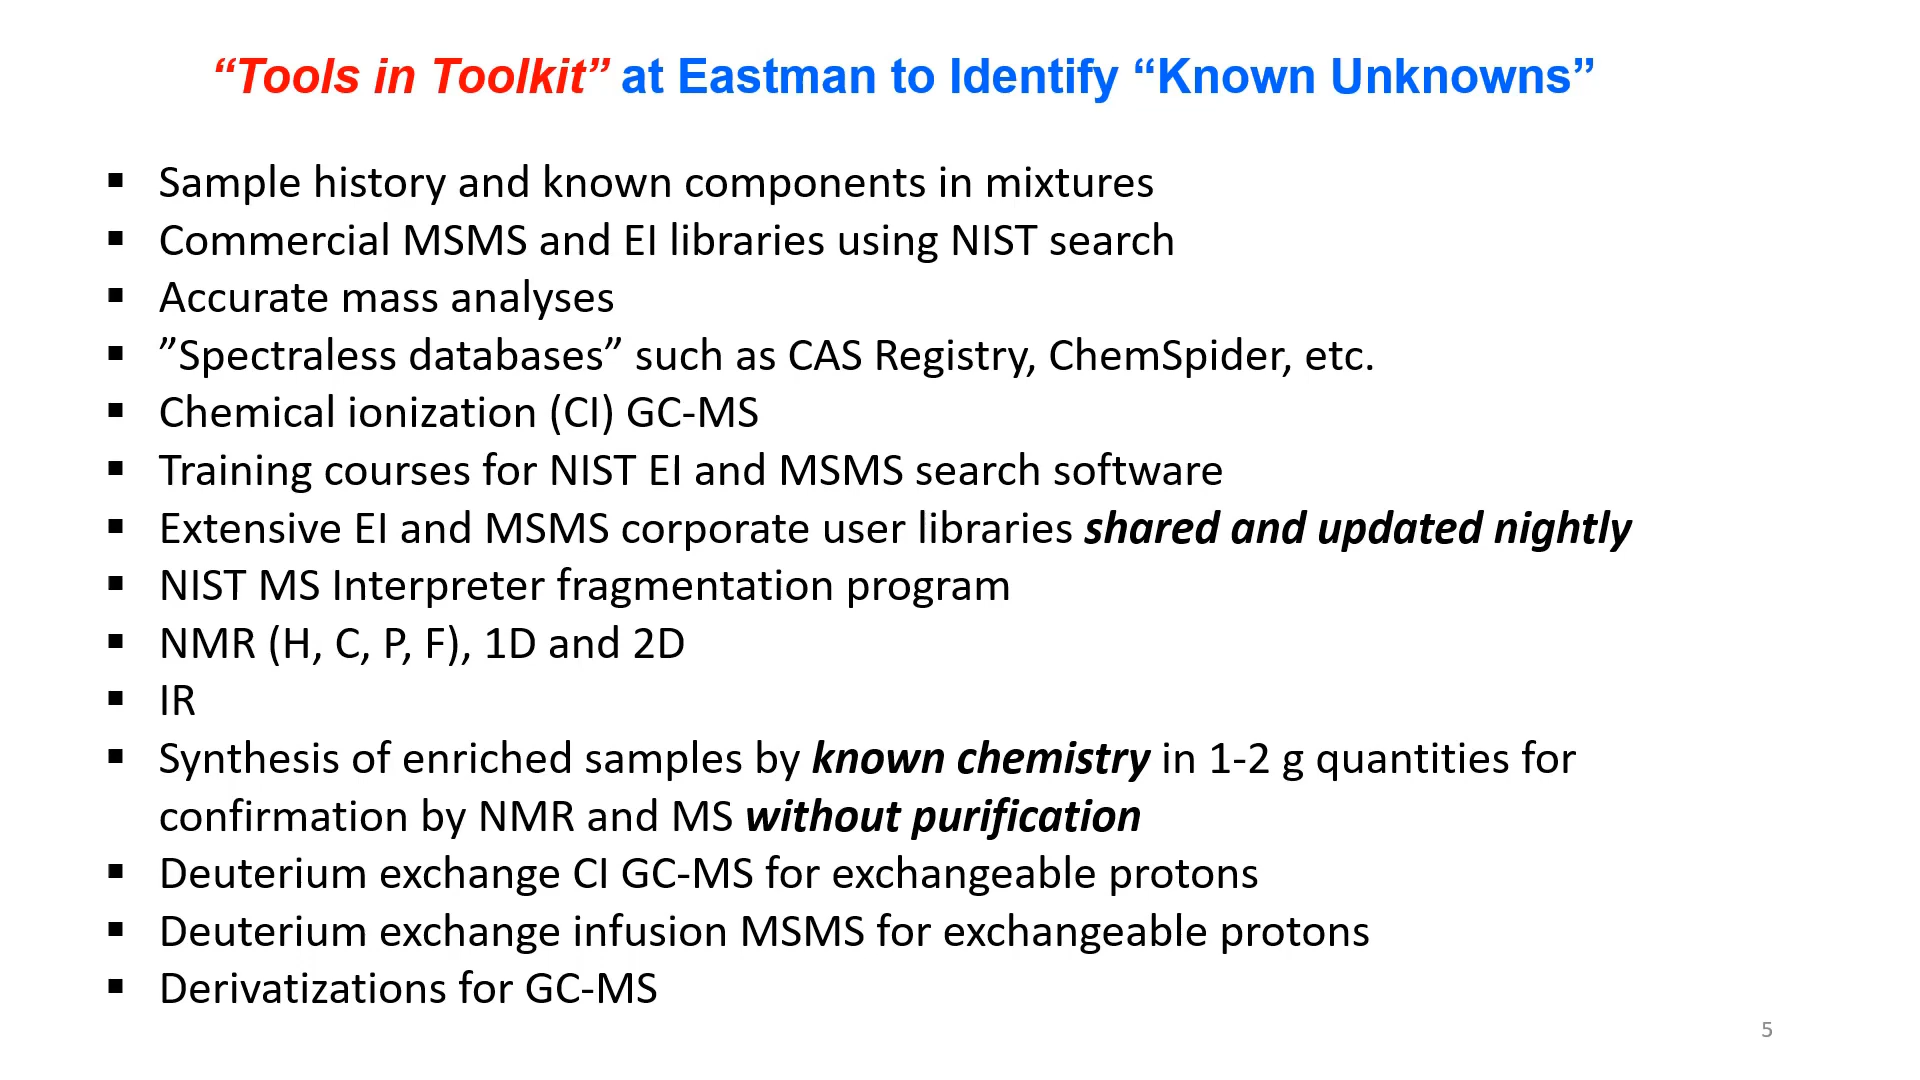 “Tools in Toolkit” at Eastman to Identify “Known Unknowns”
▪ Sample history and known components in mixtures
▪ Commercial MSMS and EI libraries using NIST search
▪ Accurate mass analyses
▪ ”Spectraless databases” such as CAS Registry, ChemSpider, etc.
▪ Chemical ionization (CI) GC-MS
▪ Training courses for NIST EI and MSMS search software
▪ Extensive EI and MSMS corporate user libraries shared and updated nightly
▪ NIST MS Interpreter fragmentation program
▪ NMR (H, C, P, F), 1D and 2D
▪ IR
▪ Synthesis of enriched samples by known chemistry in 1-2 g quantities for
confirmation by NMR and MS without purification
▪ Deuterium exchange CI GC-MS for exchangeable protons
▪ Deuterium exchange infusion MSMS for exchangeable protons
▪ Derivatizations for GC-MS
5